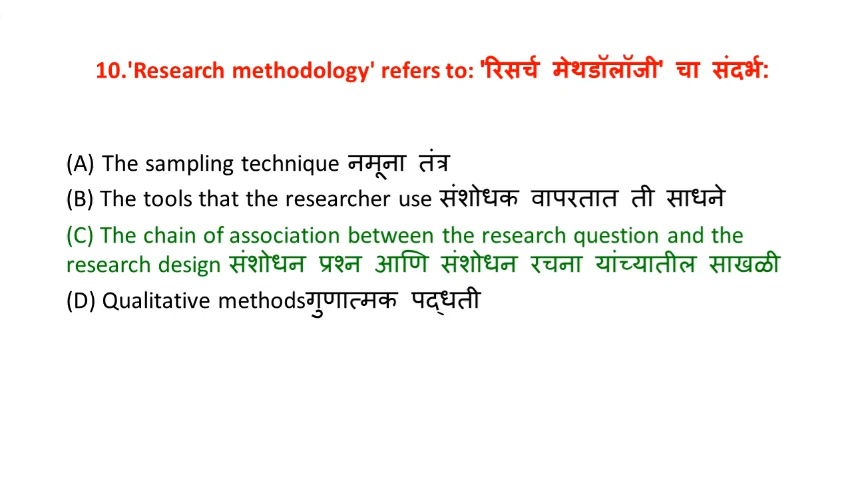 10.'Research methodology' refers to: 'रिसर्च मेथडॉलॉजी' चा संदर्भ:
(A) The sampling technique नमूना तंत्र
(B) The tools that the researcher use संशोधक वापरतात ती साधने
(C) The chain of association between the research question and the
research design संशोधन प्रश्न आणि संशोधन रचना यांच्यातील साखळी
(D) Qualitative methodsगुणात्मक पद्धती